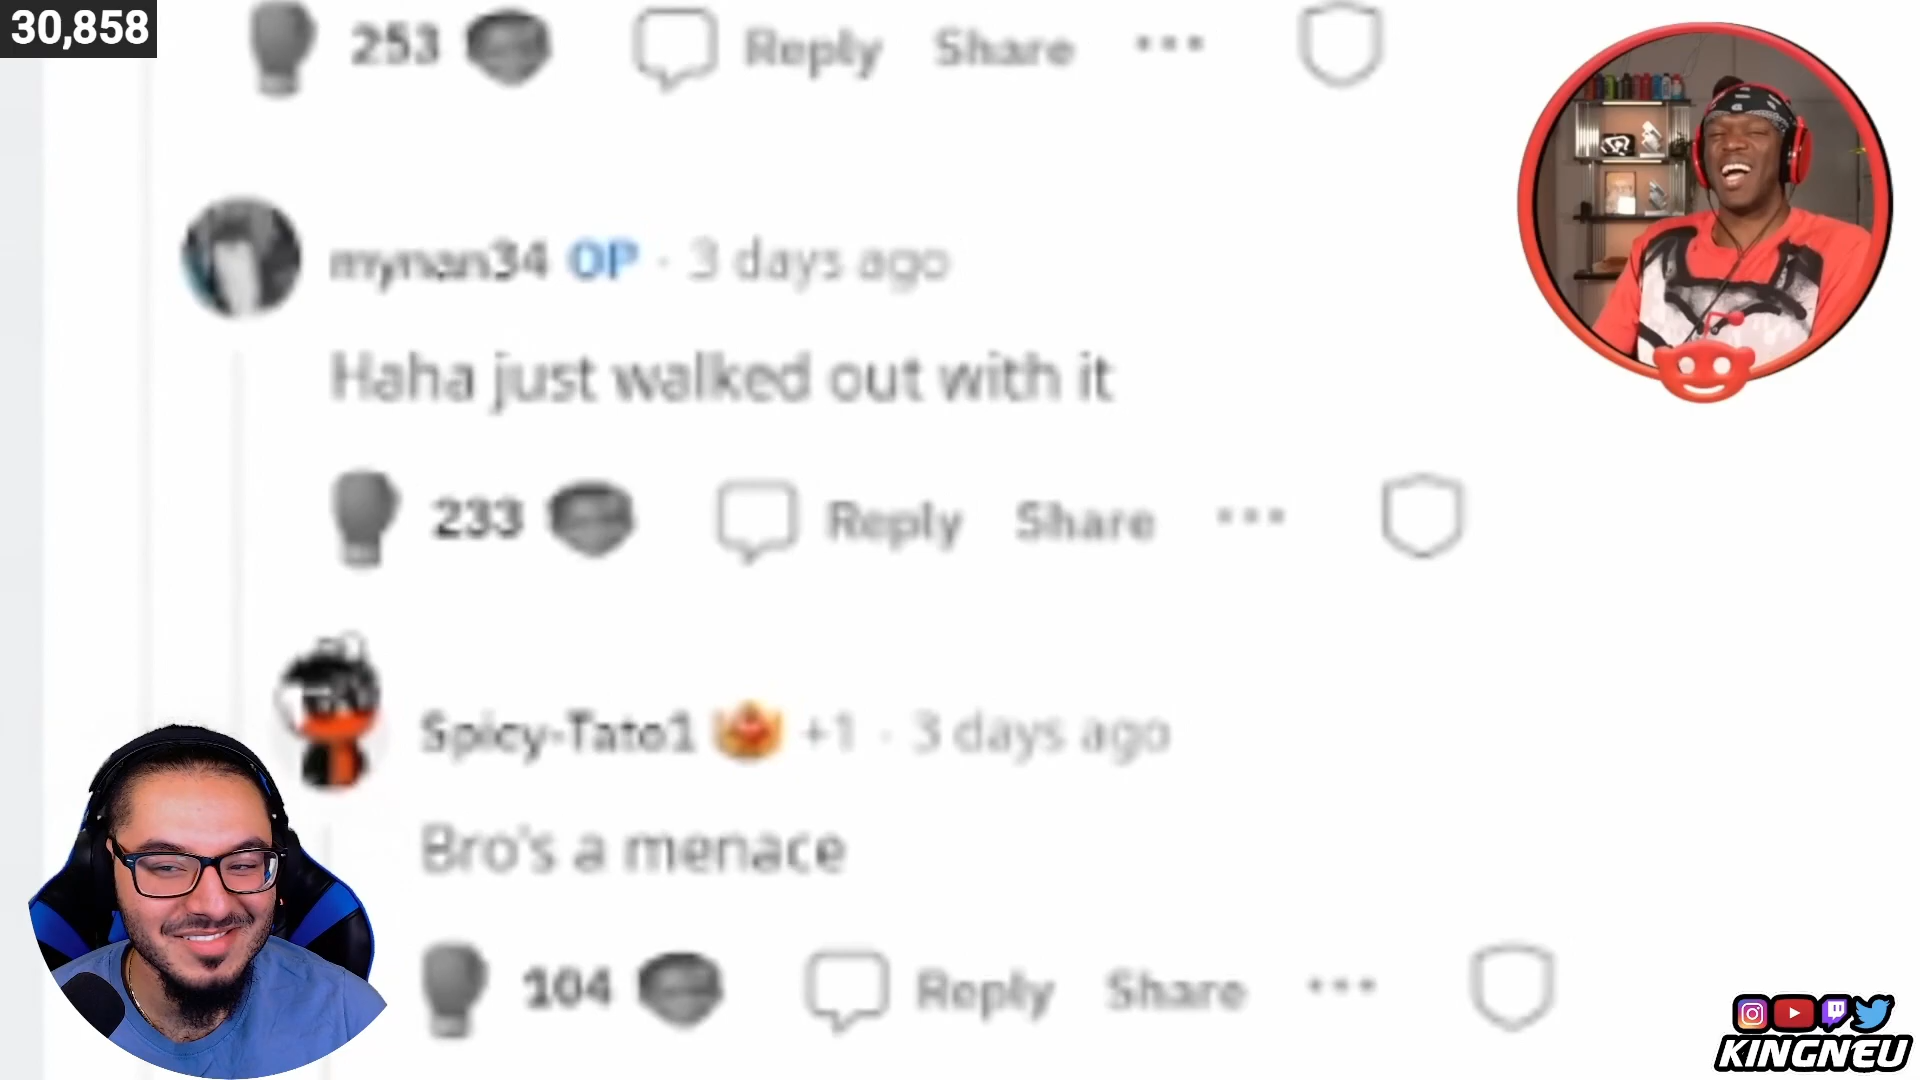 30,858
253 Reply Share
mynan34 OP · 3 days ago
Haha just walked out with it
233 Reply Share
Spicy-Tato1 +1 · 3 days ago
Bro's a menace
104 Reply Share
KINGNEU